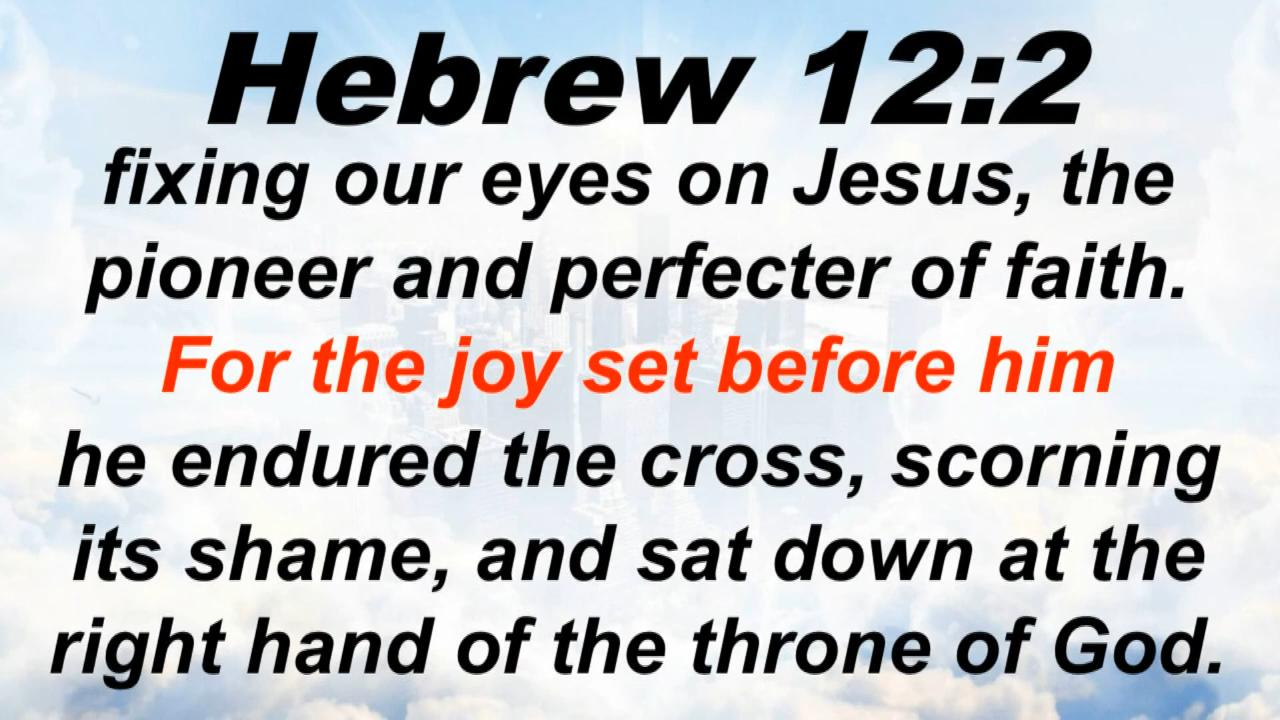 Hebrew 12:2
fixing our eyes on Jesus, the
pioneer and perfecter of faith.
For the joy set before him
he endured the cross, scorning
its shame, and sat down at the
right hand of the throne of God.